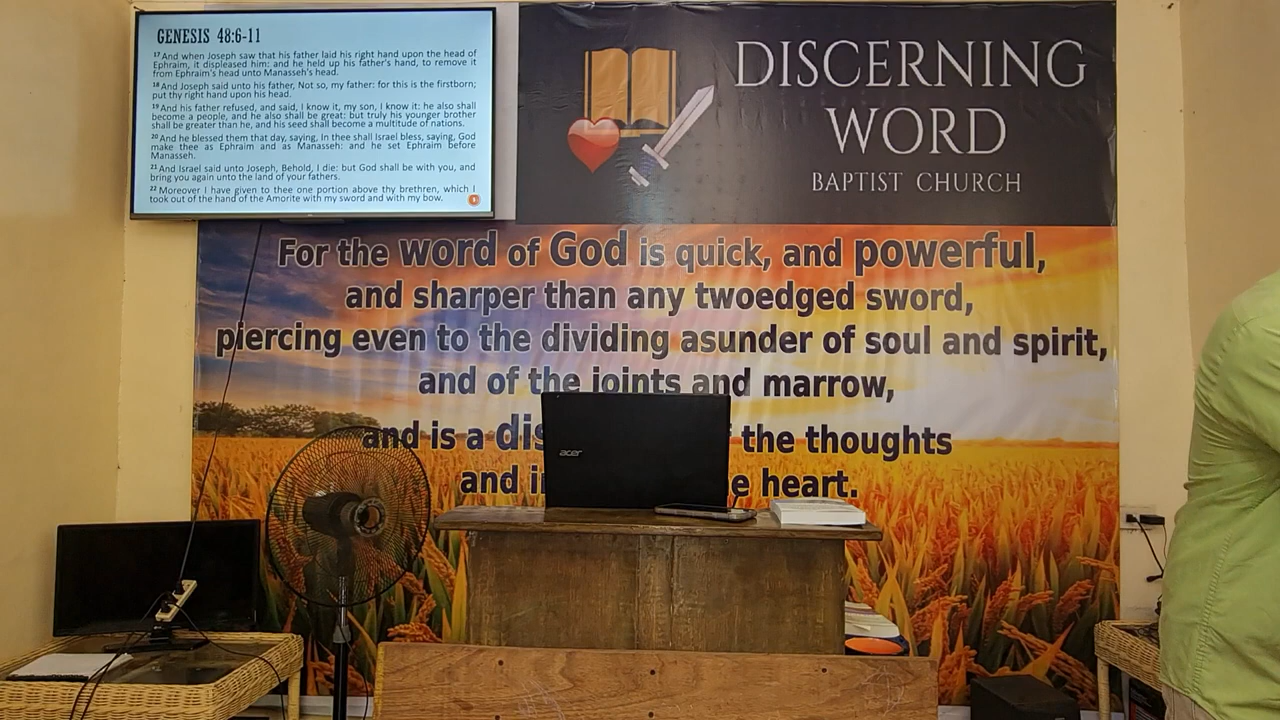 GENESIS 48:6-11
17 And when Joseph saw that his father laid his right hand upon the head of
Ephraim, it displeased him: and he held up his father's hand, to remove it
from Ephraim's head unto Manasseh's head.
18 And Joseph said unto his father, Not so, my father: for this is the firstborn;
put thy right hand upon his head.
19 And his father refused, and said, I know it, my son, I know it: he also shall
become a people, and he also shall be great: but truly his younger brother
shall be greater than he, and his seed shall become a multitude of nations.
20 And he blessed them that day, saying, In thee shall Israel bless, saying, God
make thee as Ephraim and as Manasseh: and he set Ephraim before
Manasseh.
21 And Israel said unto Joseph, Behold, I die: but God shall be with you, and
bring you again unto the land of your fathers.
22 Moreover I have given to thee one portion above thy brethren, which I
took out of the hand of the Amorite with my sword and with my bow.
DISCERNING
WORD
BAPTIST CHURCH
For the word of God is quick, and powerful,
and sharper than any twoedged sword,
piercing even to the dividing asunder of soul and spirit,
and of the joints and marrow,
and is a dis f the thoughts
and in e heart.
acer